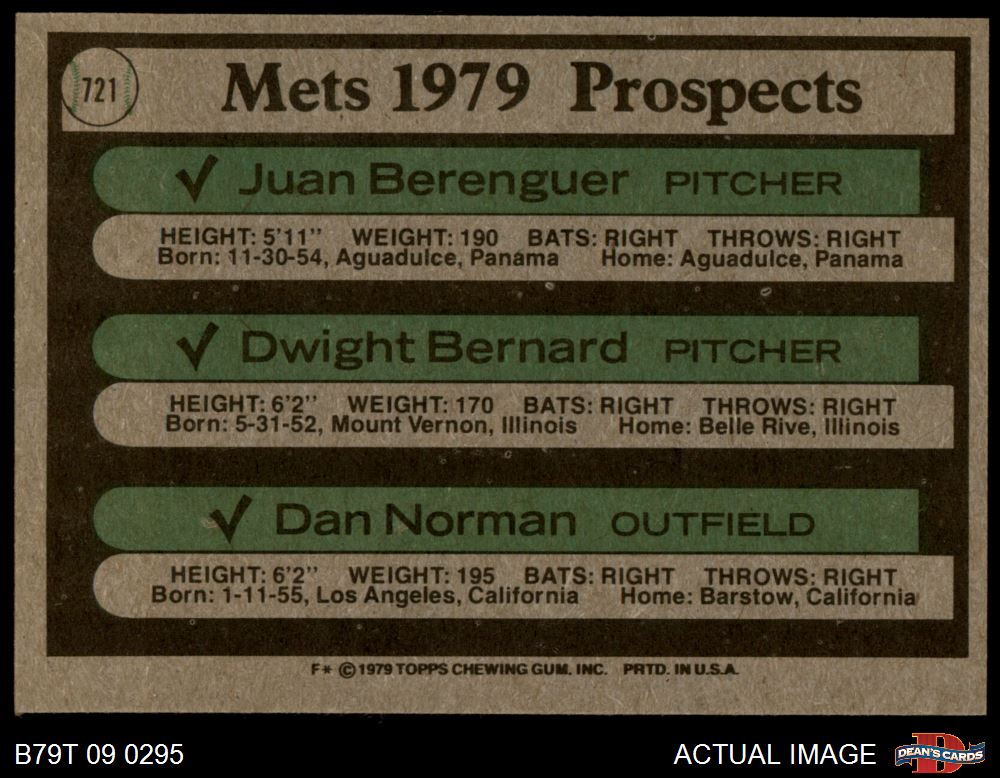 721
Mets 1979 Prospects
✓ Juan Berenguer PITCHER
HEIGHT: 5'11" WEIGHT: 190 BATS: RIGHT THROWS: RIGHT
Born: 11-30-54, Aguadulce, Panama Home: Aguadulce, Panama
✓ Dwight Bernard PITCHER
HEIGHT: 6'2" WEIGHT: 170 BATS: RIGHT THROWS: RIGHT
Born: 5-31-52, Mount Vernon, Illinois Home: Belle Rive, Illinois
✓ Dan Norman OUTFIELD
HEIGHT: 6'2" WEIGHT: 195 BATS: RIGHT THROWS: RIGHT
Born: 1-11-55, Los Angeles, California Home: Barstow, California
F* © 1979 TOPPS CHEWING GUM, INC. PRTD. IN U.S.A.
B79T 09 0295 ACTUAL IMAGE DEAN'S CARDS